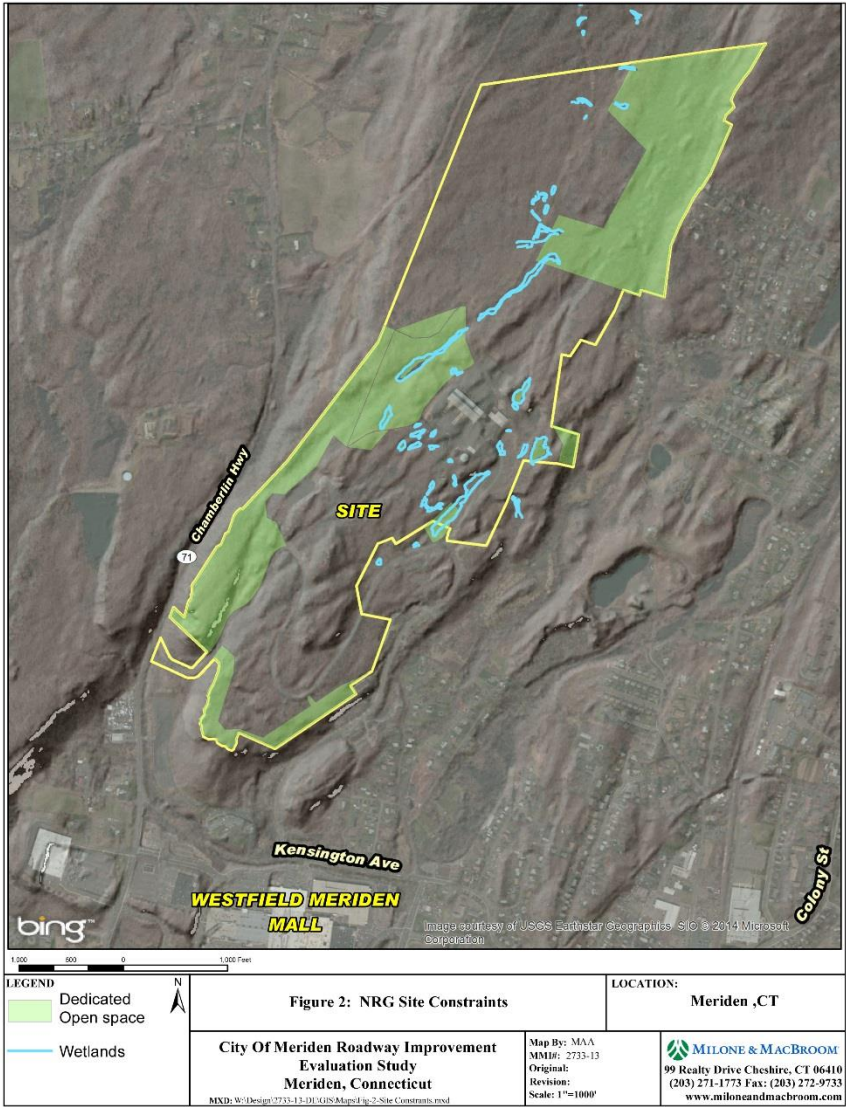 Chamberlin Hwy
71
SITE
Kensington Ave
WESTFIELD MERIDEN
MALL
Colony St
bing™
Image courtesy of USGS Earthstar Geographics SIO © 2014 Microsoft
Corporation
1,000 500 0 1,000 Feet
LEGEND
N
Dedicated
Open space
Wetlands
Figure 2: NRG Site Constraints
LOCATION:
Meriden ,CT
City Of Meriden Roadway Improvement
Evaluation Study
Meriden, Connecticut
MXD: W:\Design\2733-13-DE\GIS\Maps\Fig-2-Site Constraints.mxd
Map By: MAA
MMI#: 2733-13
Original:
Revision:
Scale: 1"=1000'
MILONE & MACBROOM
99 Realty Drive Cheshire, CT 06410
(203) 271-1773 Fax: (203) 272-9733
www.miloneandmacbroom.com